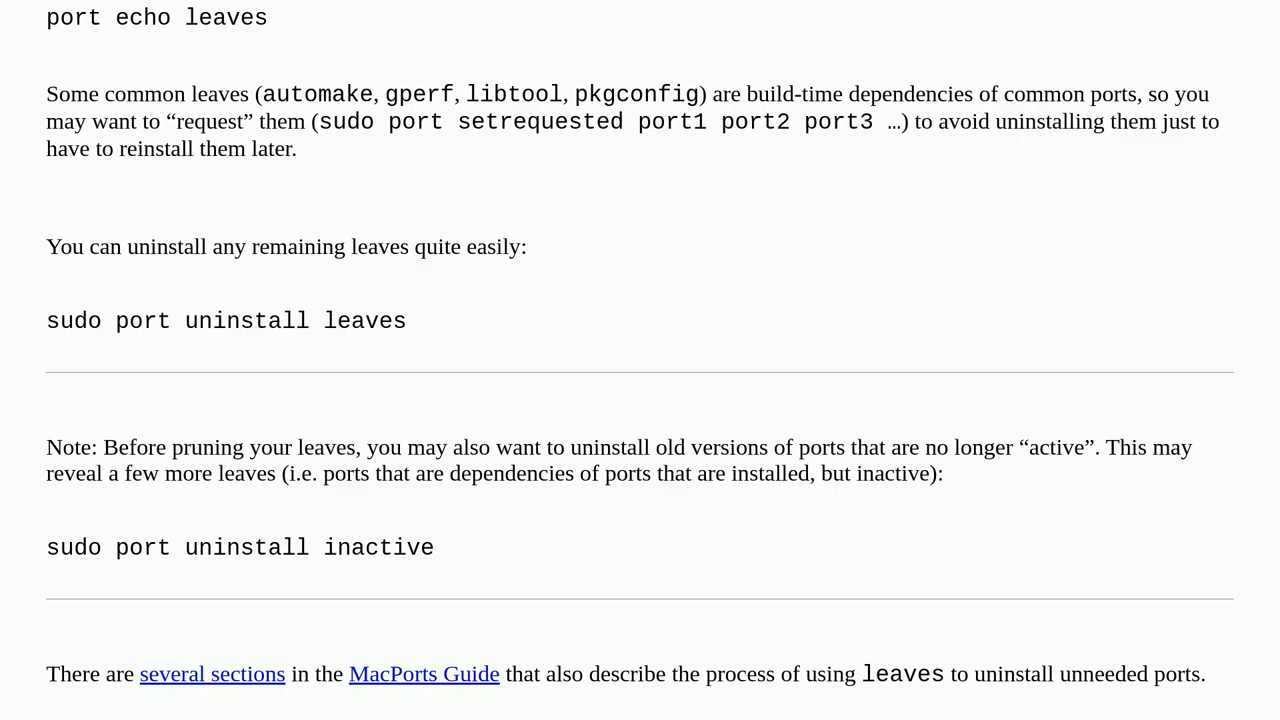 port echo leaves
Some common leaves (automake, gperf, libtool, pkgconfig) are build-time dependencies of common ports, so you
may want to “request” them (sudo port setrequested port1 port2 port3 …) to avoid uninstalling them just to
have to reinstall them later.
You can uninstall any remaining leaves quite easily:
sudo port uninstall leaves
Note: Before pruning your leaves, you may also want to uninstall old versions of ports that are no longer “active”. This may
reveal a few more leaves (i.e. ports that are dependencies of ports that are installed, but inactive):
sudo port uninstall inactive
There are several sections in the MacPorts Guide that also describe the process of using leaves to uninstall unneeded ports.